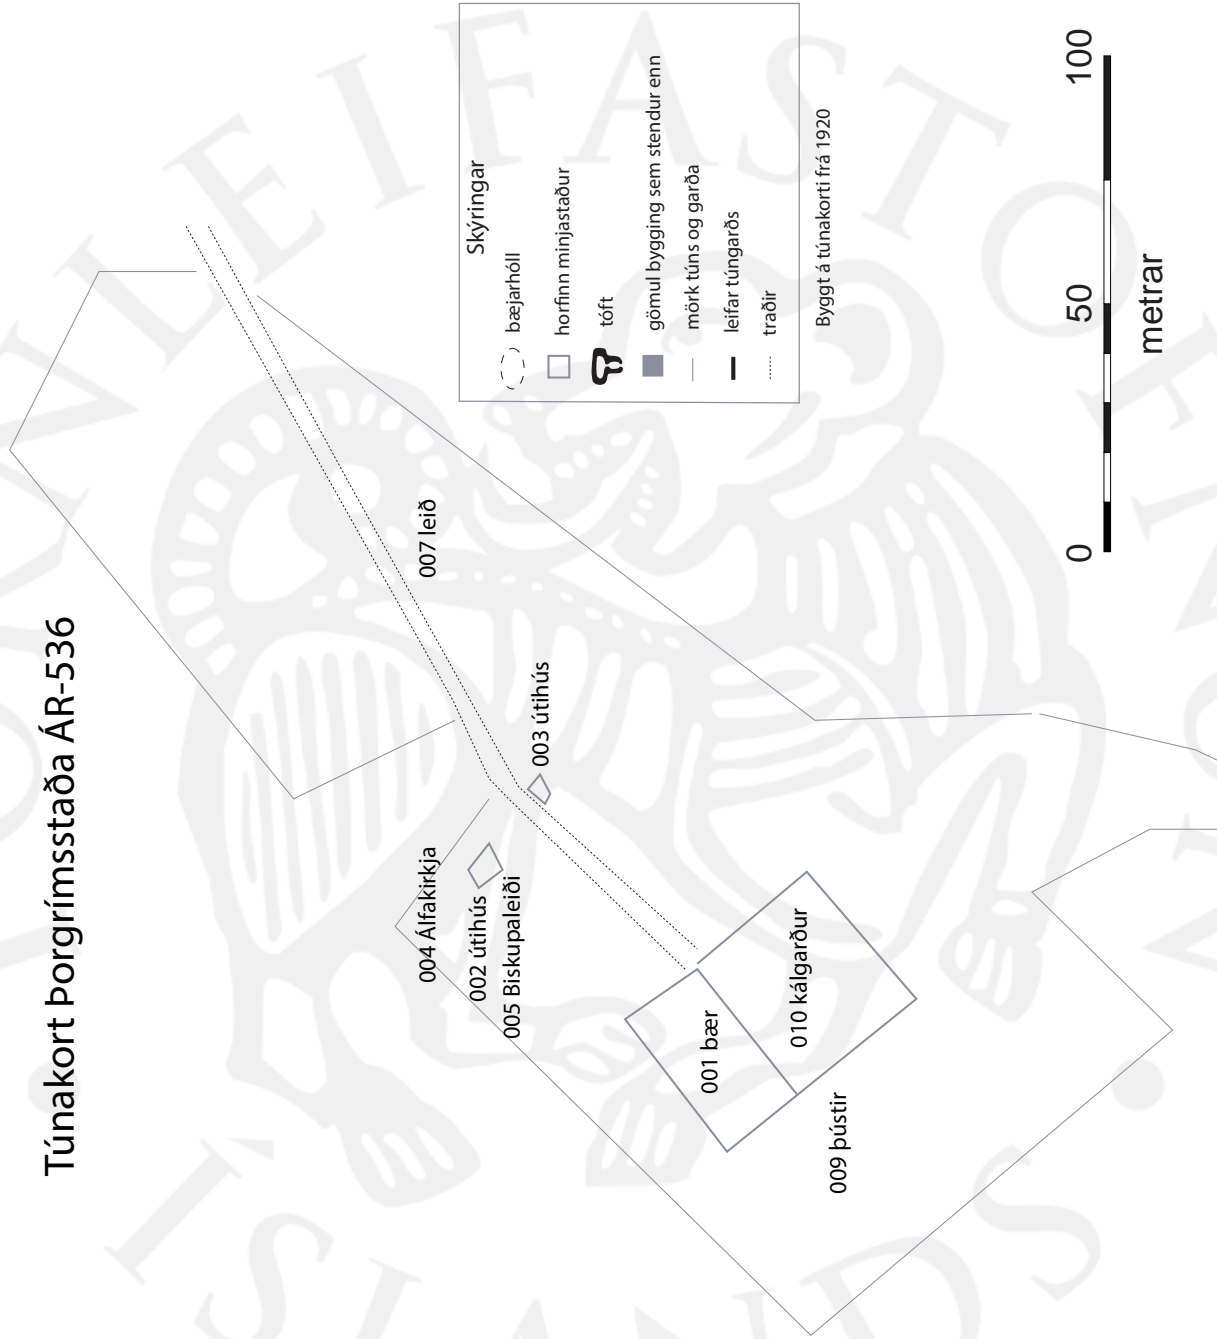 Túnakort Þorgrímsstaða ÁR-536
004 Álfakirkja
002 útihús
005 Biskupaleiði
003 útihús
007 leið
001 bær
010 kálgarður
009 þústir
Skýringar
bæjarhóll
horfinn minjastaður
tóft
gömul bygging sem stendur enn
mörk túns og garða
leifar túngarðs
traðir
Byggt á túnakorti frá 1920
0
50
100
metrar